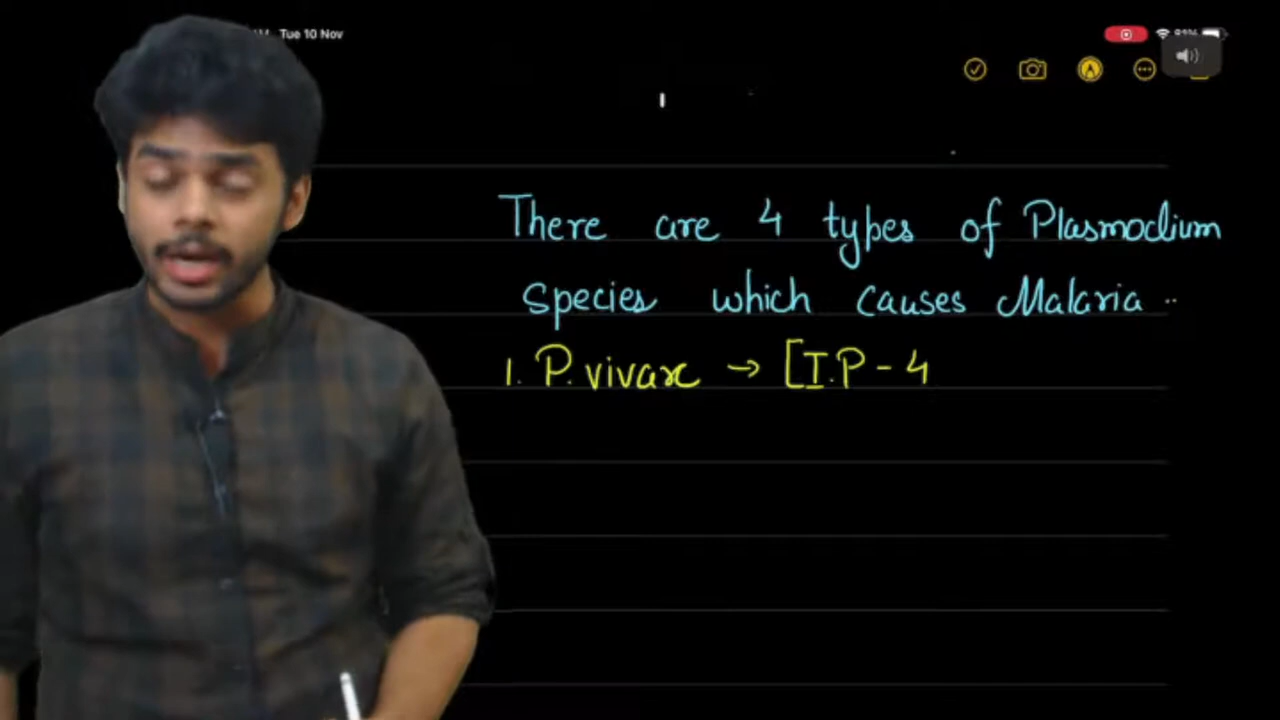 Tue 10 Nov
There are 4 types of Plasmodium
species which causes Malaria ..
1. P. vivax → [I.P - 4